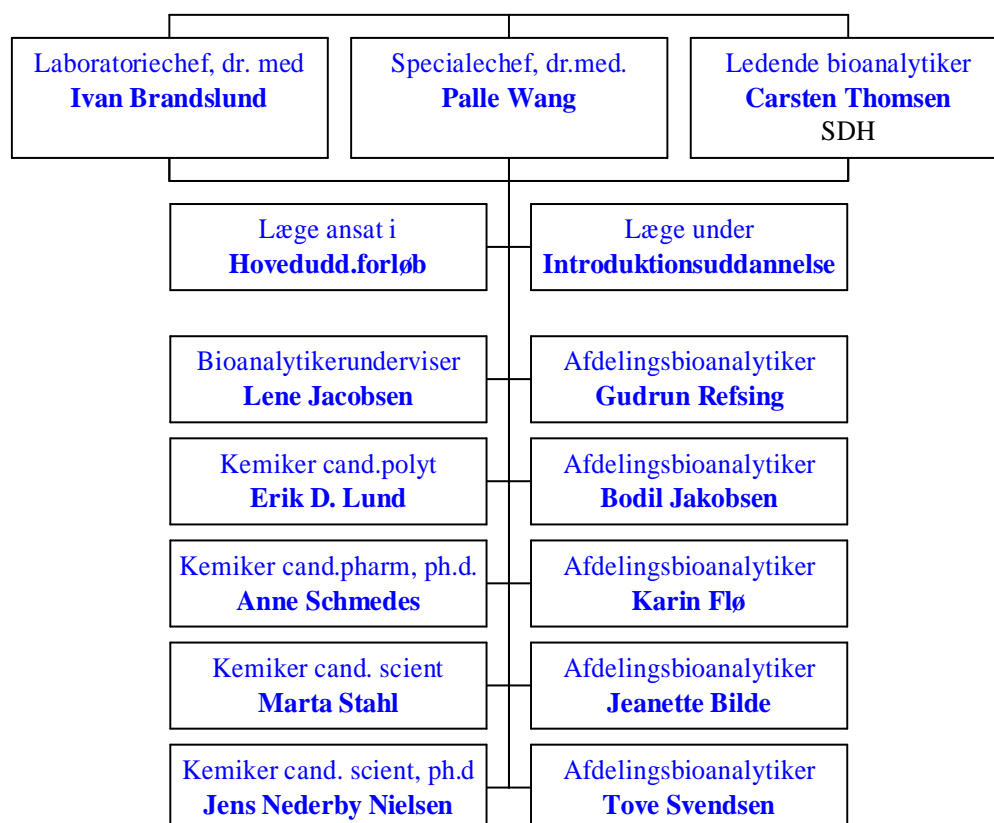 Laboratoriechef, dr. med
Ivan Brandslund
Specialechef, dr.med.
Palle Wang
Ledende bioanalytiker
Carsten Thomsen
SDH
Læge ansat i
Hovedudd.forløb
Læge under
Introduktionsuddannelse
Bioanalytikerunderviser
Lene Jacobsen
Afdelingsbioanalytiker
Gudrun Refsing
Kemiker cand.polyt
Erik D. Lund
Afdelingsbioanalytiker
Bodil Jakobsen
Kemiker cand.pharm, ph.d.
Anne Schmedes
Afdelingsbioanalytiker
Karin Flø
Kemiker cand. scient
Marta Stahl
Afdelingsbioanalytiker
Jeanette Bilde
Kemiker cand. scient, ph.d
Jens Nederby Nielsen
Afdelingsbioanalytiker
Tove Svendsen